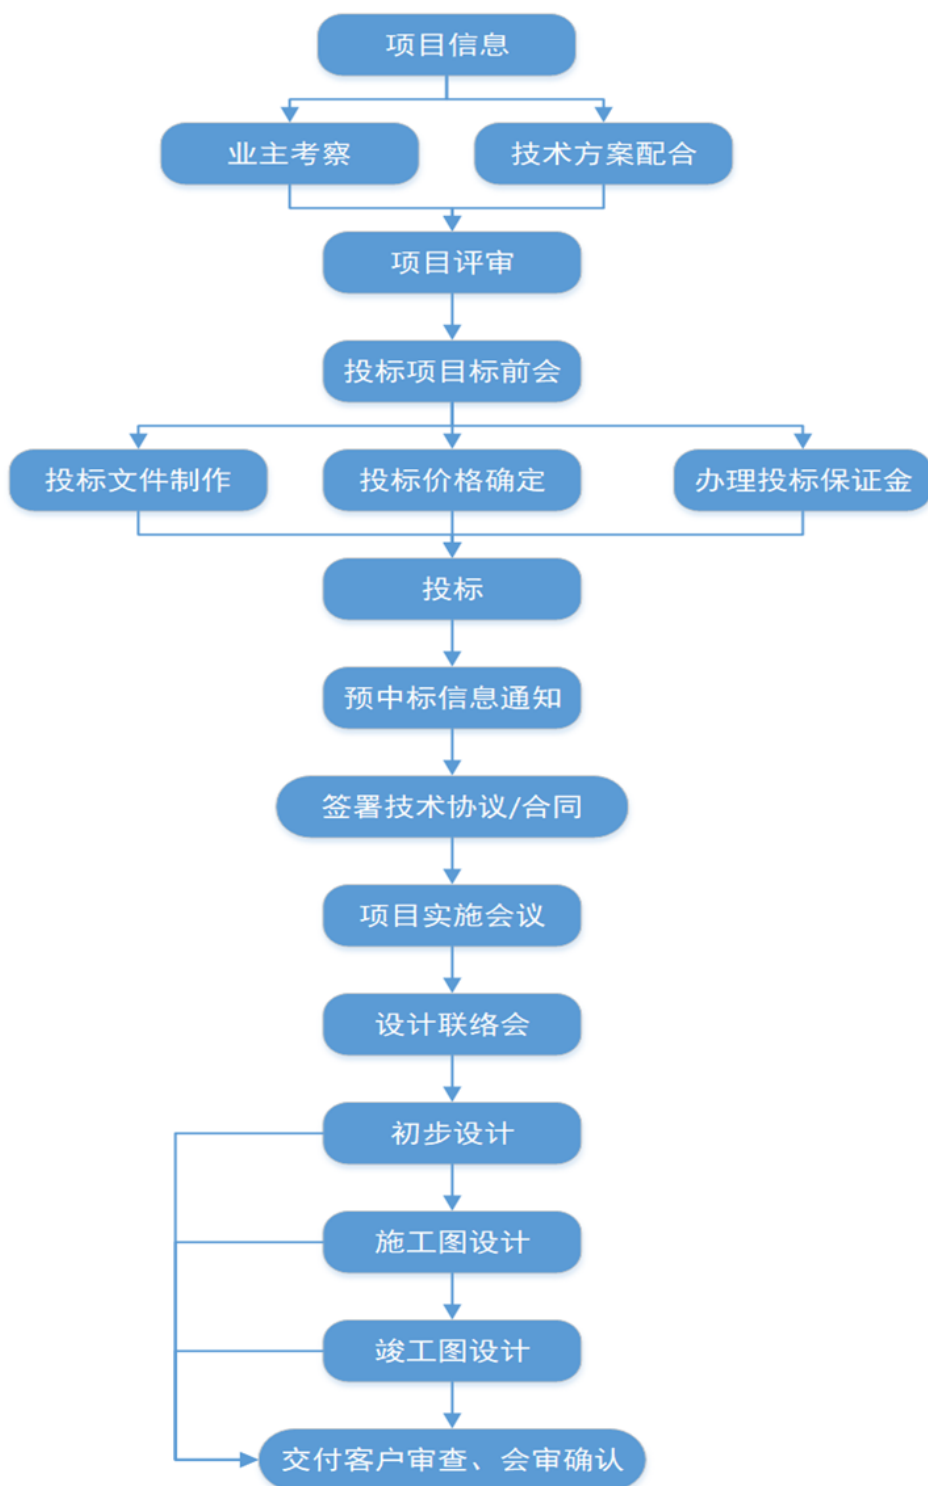 项目信息
业主考察
技术方案配合
项目评审
投标项目标前会
投标文件制作
投标价格确定
办理投标保证金
投标
预中标信息通知
签署技术协议/合同
项目实施会议
设计联络会
初步设计
施工图设计
竣工图设计
交付客户审查、会审确认